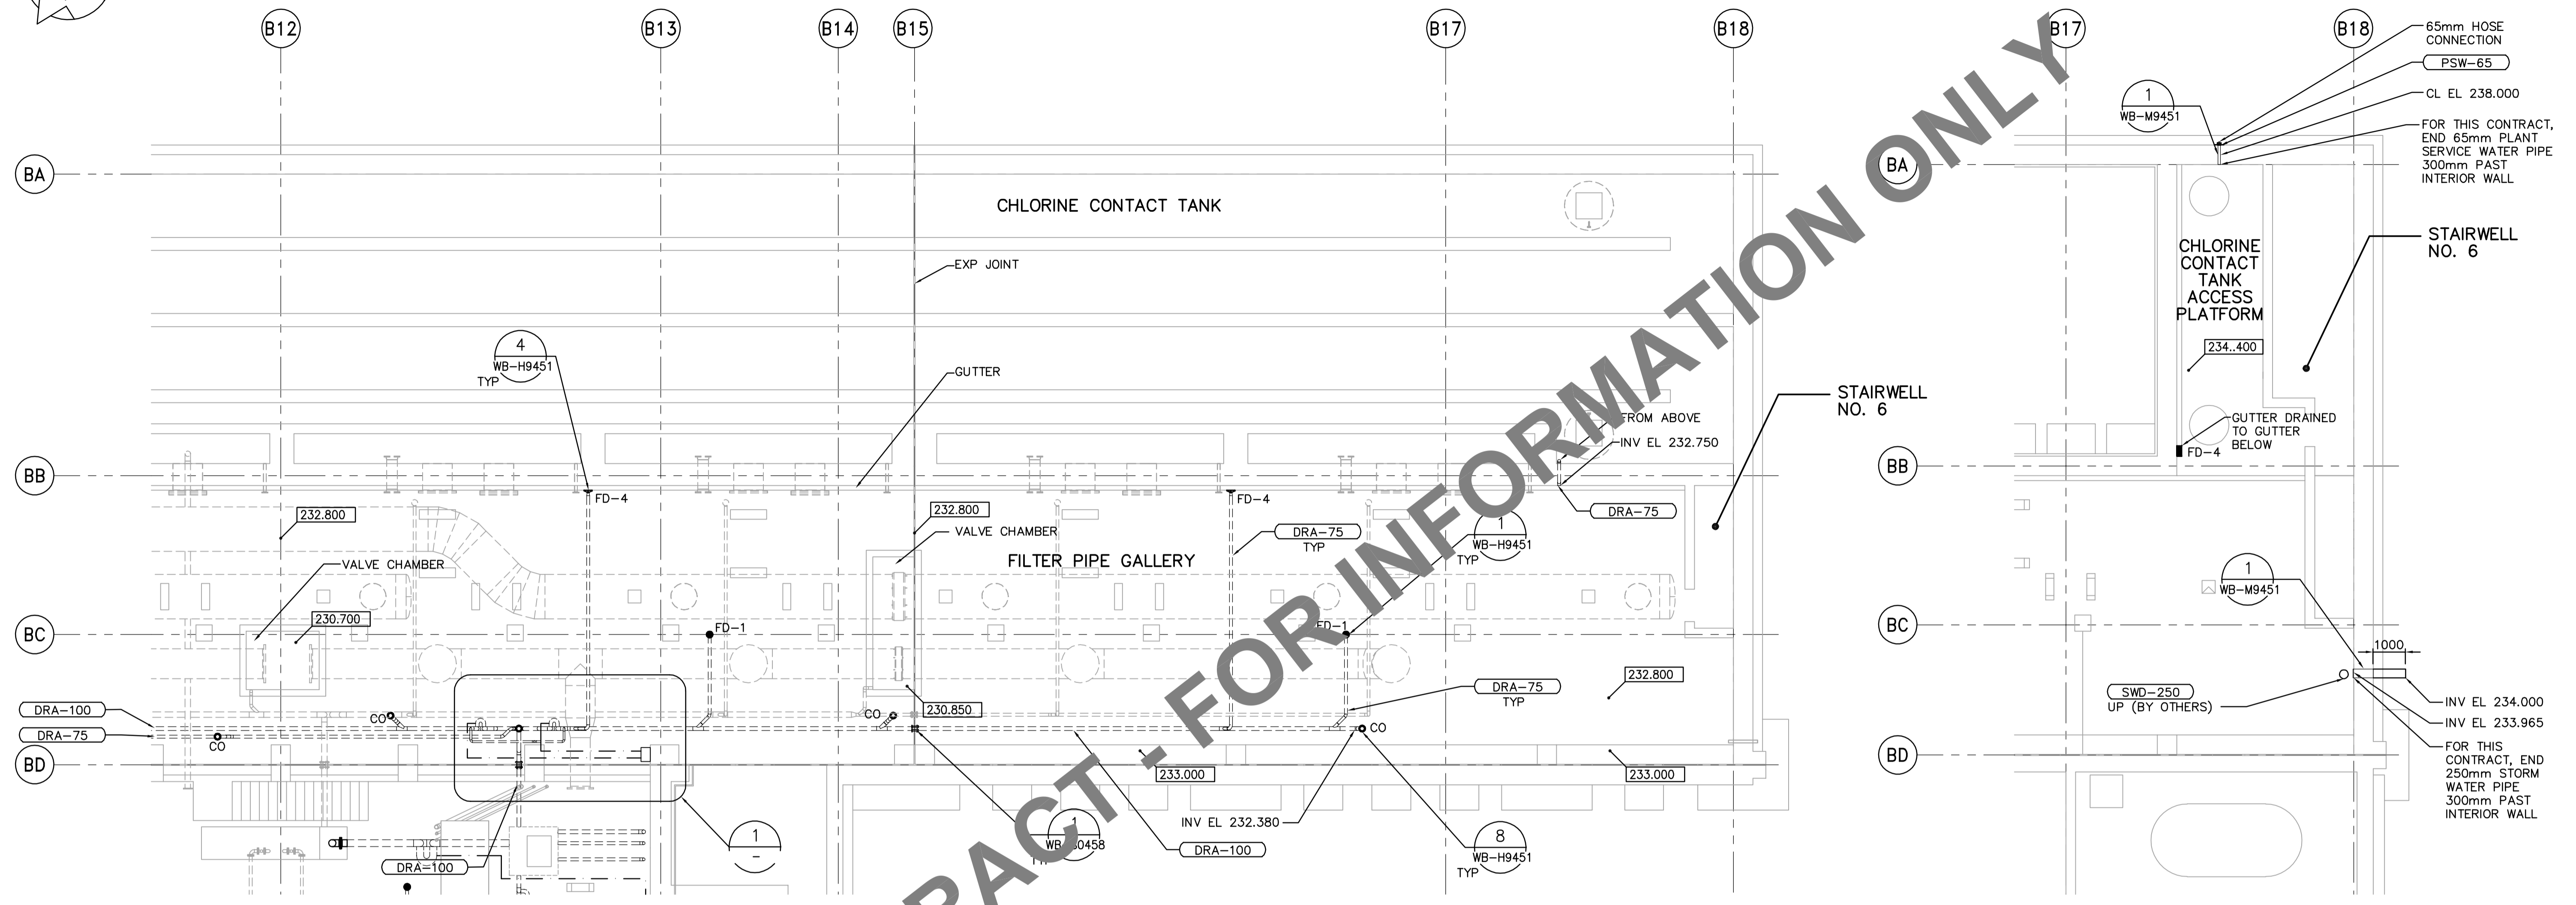 B12
B13
B14
B15
B17
B18
B17
B18
65mm HOSE
CONNECTION
PSW-65
CL EL 238.000
FOR THIS CONTRACT,
END 65mm PLANT
SERVICE WATER PIPE
300mm PAST
INTERIOR WALL
1
WB-M9451
BA
BA
CHLORINE CONTACT TANK
EXP JOINT
4
WB-H9451
TYP
GUTTER
STAIRWELL
NO. 6
FROM ABOVE
INV EL 232.750
CHLORINE
CONTACT
TANK
ACCESS
PLATFORM
234..400
STAIRWELL
NO. 6
GUTTER DRAINED
TO GUTTER
BELOW
FD-4
BB
BB
FD-4
FD-4
232.800
232.800
VALVE CHAMBER
DRA-75
TYP
1
WB-H9451
TYP
DRA-75
FILTER PIPE GALLERY
VALVE CHAMBER
230.700
BC
FD-1
FD-1
BC
1
WB-M9451
1000
232.800
DRA-75
TYP
230.850
SWD-250
UP (BY OTHERS)
INV EL 234.000
INV EL 233.965
FOR THIS
CONTRACT, END
250mm STORM
WATER PIPE
300mm PAST
INTERIOR WALL
DRA-100
DRA-75
CO
CO
CO
CO
BD
BD
233.000
233.000
INV EL 232.380
DRA-100
DRA-100
1
-
1
8
WB-H9451
TYP
RACT - FOR INFORMATION ONLY